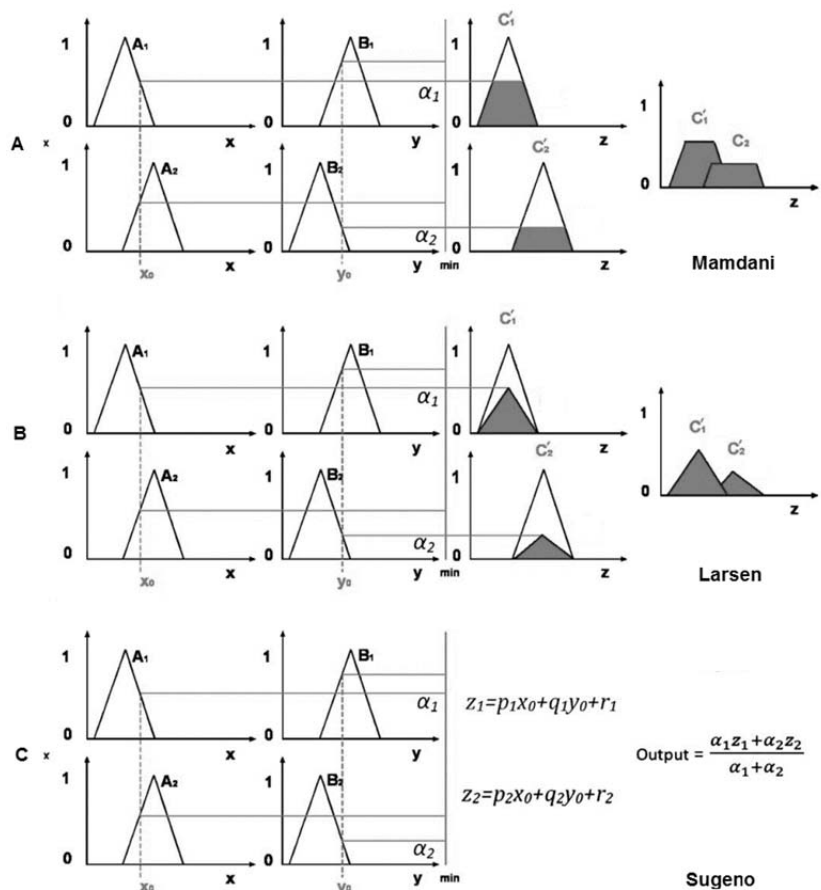 A x
1 A₁ 0 x
1 B₁ 0 y
α₁
1 C′₁ 0 z
1 A₂ 0 x x₀
1 B₂ 0 y y₀
α₂
min
1 C′₂ 0 z
1 C′₁ C₂ 0 z
Mamdani
B
1 A₁ 0 x
1 B₁ 0 y
α₁
1 C′₁ 0 z
1 A₂ 0 x x₀
1 B₂ 0 y y₀
α₂
min
1 C′₂ 0 z
1 C′₁ C′₂ 0 z
Larsen
C x
1 A₁ 0 x
1 B₁ 0 y
α₁
z₁=p₁x₀+q₁y₀+r₁
1 A₂ 0 x x₀
1 B₂ 0 y y₀
α₂
min
z₂=p₂x₀+q₂y₀+r₂
Output = α₁z₁+α₂z₂ / α₁+α₂
Sugeno